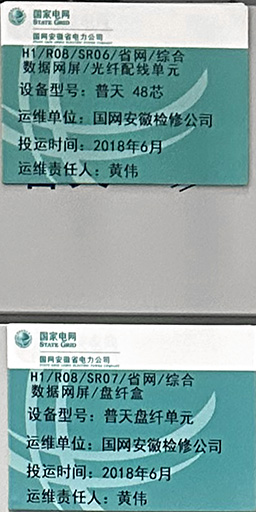 国家电网
STATE GRID
国网安徽省电力公司
H1/R08/SR06/省网/综合
数据网屏/光纤配线单元
设备型号：普天 48芯
运维单位：国网安徽检修公司
投运时间：2018年6月
运维责任人：黄伟
国家电网
STATE GRID
国网安徽省电力公司
H1/R08/SR07/省网/综合
数据网屏/盘纤盒
设备型号：普天盘纤单元
运维单位：国网安徽检修公司
投运时间：2018年6月
运维责任人：黄伟